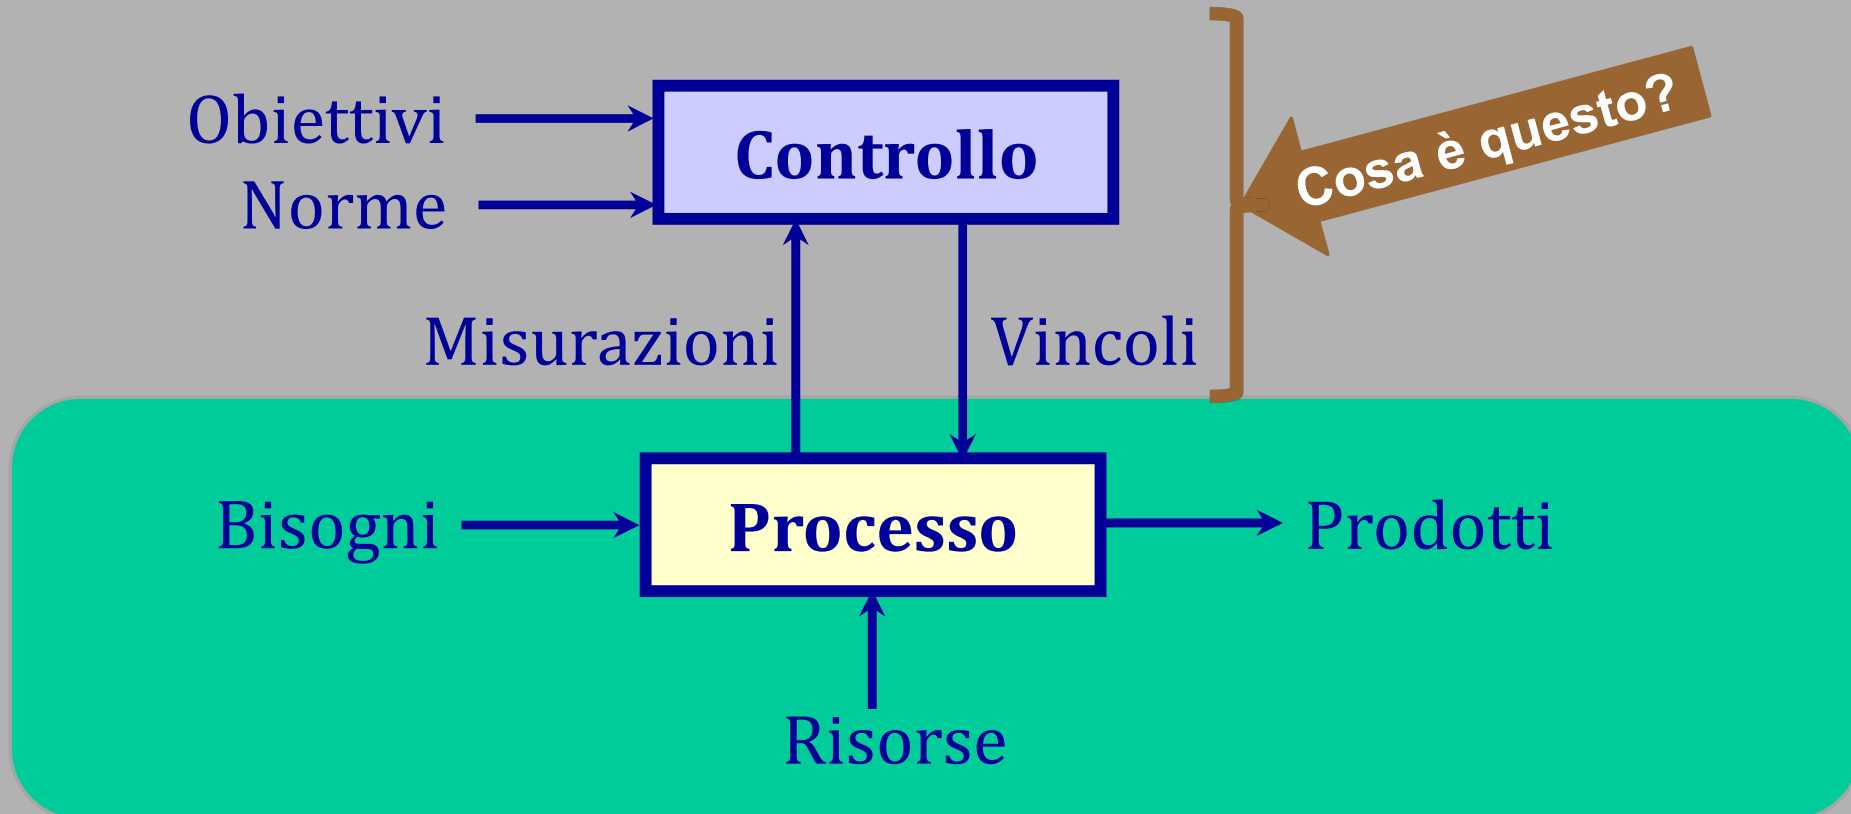 Obiettivi
Controllo
Cosa è questo?
Norme
Misurazioni
Vincoli
Bisogni
Processo
Prodotti
Risorse